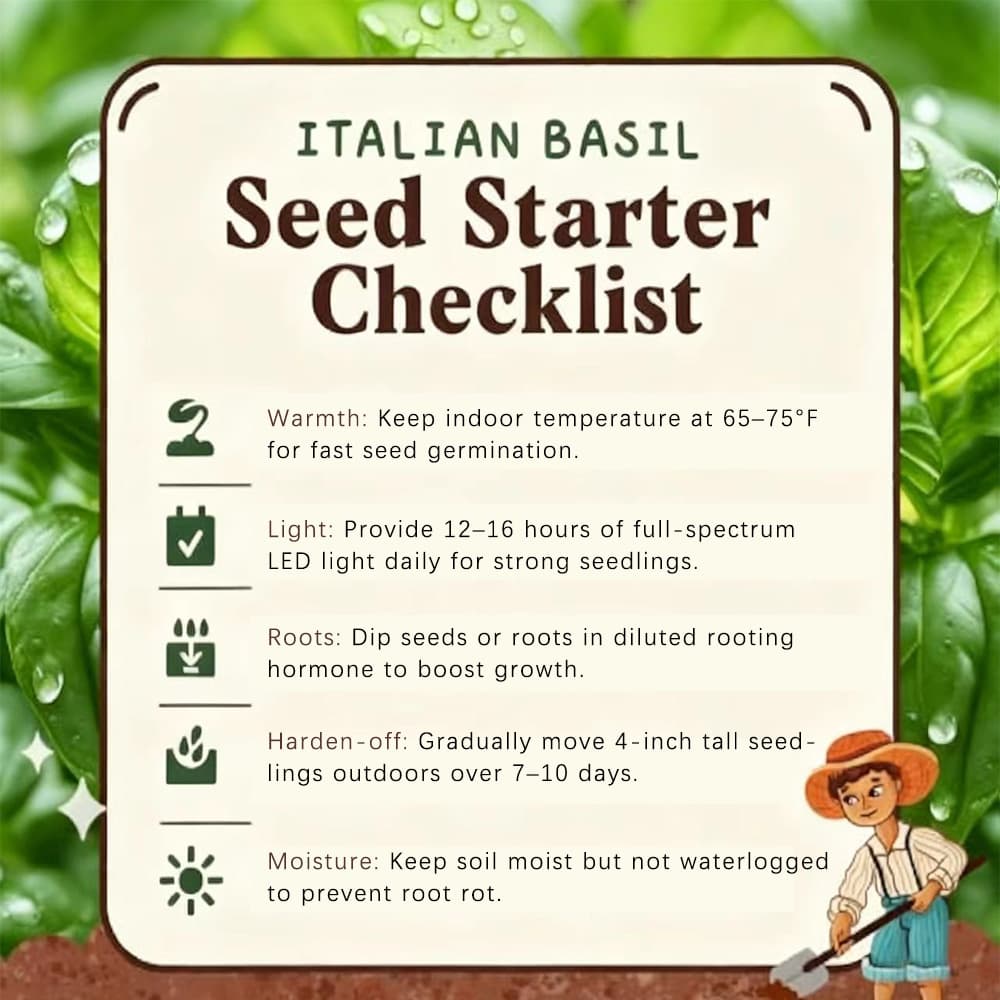 ITALIAN BASIL
Seed Starter
Checklist
Warmth: Keep indoor temperature at 65–75°F
for fast seed germination.
Light: Provide 12–16 hours of full-spectrum
LED light daily for strong seedlings.
Roots: Dip seeds or roots in diluted rooting
hormone to boost growth.
Harden-off: Gradually move 4-inch tall seed-
lings outdoors over 7–10 days.
Moisture: Keep soil moist but not waterlogged
to prevent root rot.